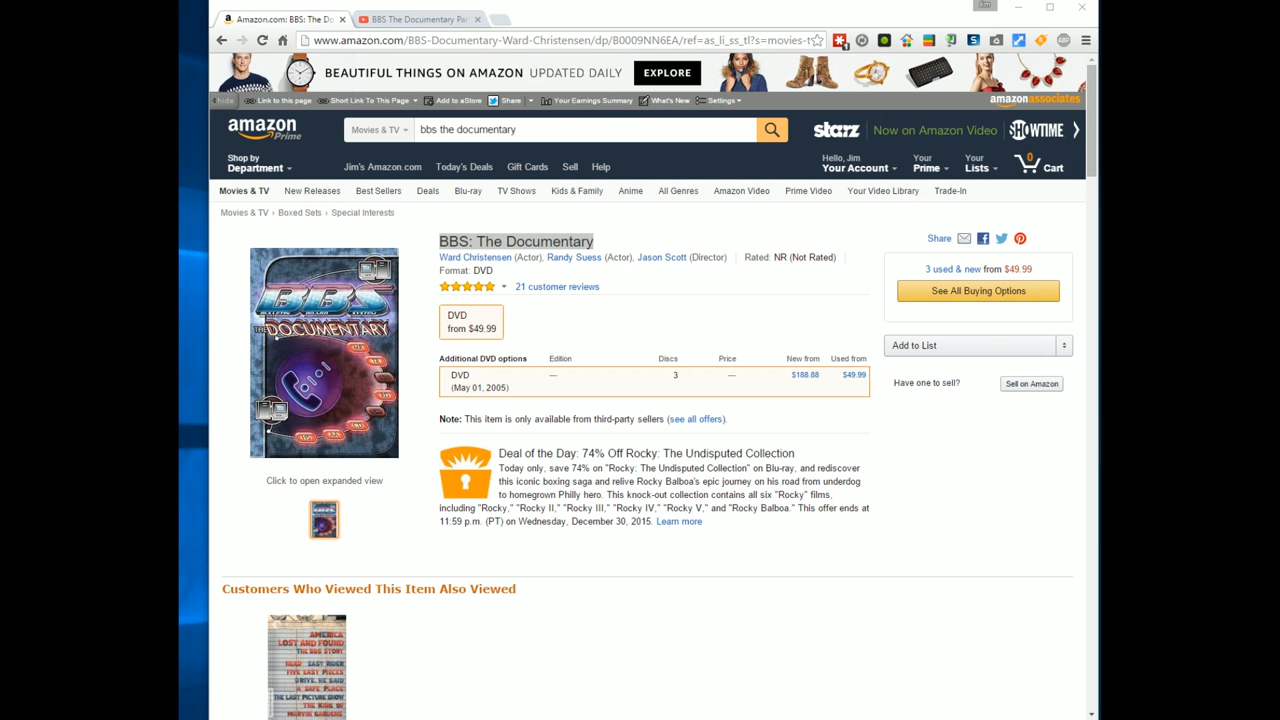 Jim
Amazon.com: BBS: The Do
BBS The Documentary Par
www.amazon.com/BBS-Documentary-Ward-Christensen/dp/B0009NN6EA/ref=as_li_ss_tl?s=movies-t
BEAUTIFUL THINGS ON AMAZON UPDATED DAILY EXPLORE
hide Link to this page Short Link To This Page Add to aStore Share Your Earnings Summary What's New Settings amazonassociates
amazon Prime
Movies & TV bbs the documentary
starz Now on Amazon Video SHOWTIME
Shop by Department
Jim's Amazon.com Today's Deals Gift Cards Sell Help
Hello, Jim Your Account
Your Prime
Your Lists
0 Cart
Movies & TV New Releases Best Sellers Deals Blu-ray TV Shows Kids & Family Anime All Genres Amazon Video Prime Video Your Video Library Trade-In
Movies & TV › Boxed Sets › Special Interests
BBS
THE DOCUMENTARY
Click to open expanded view
BBS: The Documentary
Ward Christensen (Actor), Randy Suess (Actor), Jason Scott (Director) Rated: NR (Not Rated)
Format: DVD
21 customer reviews
DVD
from $49.99
Additional DVD options Edition Discs Price New from Used from
DVD — 3 — $188.88 $49.99
(May 01, 2005)
Note: This item is only available from third-party sellers (see all offers).
Deal of the Day: 74% Off Rocky: The Undisputed Collection
Today only, save 74% on "Rocky: The Undisputed Collection" on Blu-ray, and rediscover
this iconic boxing saga and relive Rocky Balboa's epic journey on his road from underdog
to homegrown Philly hero. This knock-out collection contains all six "Rocky" films,
including "Rocky," "Rocky II," "Rocky III," "Rocky IV," "Rocky V," and "Rocky Balboa." This offer ends at
11:59 p.m. (PT) on Wednesday, December 30, 2015. Learn more
Share
3 used & new from $49.99
See All Buying Options
Add to List
Have one to sell? Sell on Amazon
Customers Who Viewed This Item Also Viewed
AMERICA
LOST AND FOUND
THE BBS STORY
HEAD EASY RIDER
FIVE EASY PIECES
DRIVE, HE SAID
A SAFE PLACE
THE LAST PICTURE SHOW
THE KING OF
MARVIN GARDENS